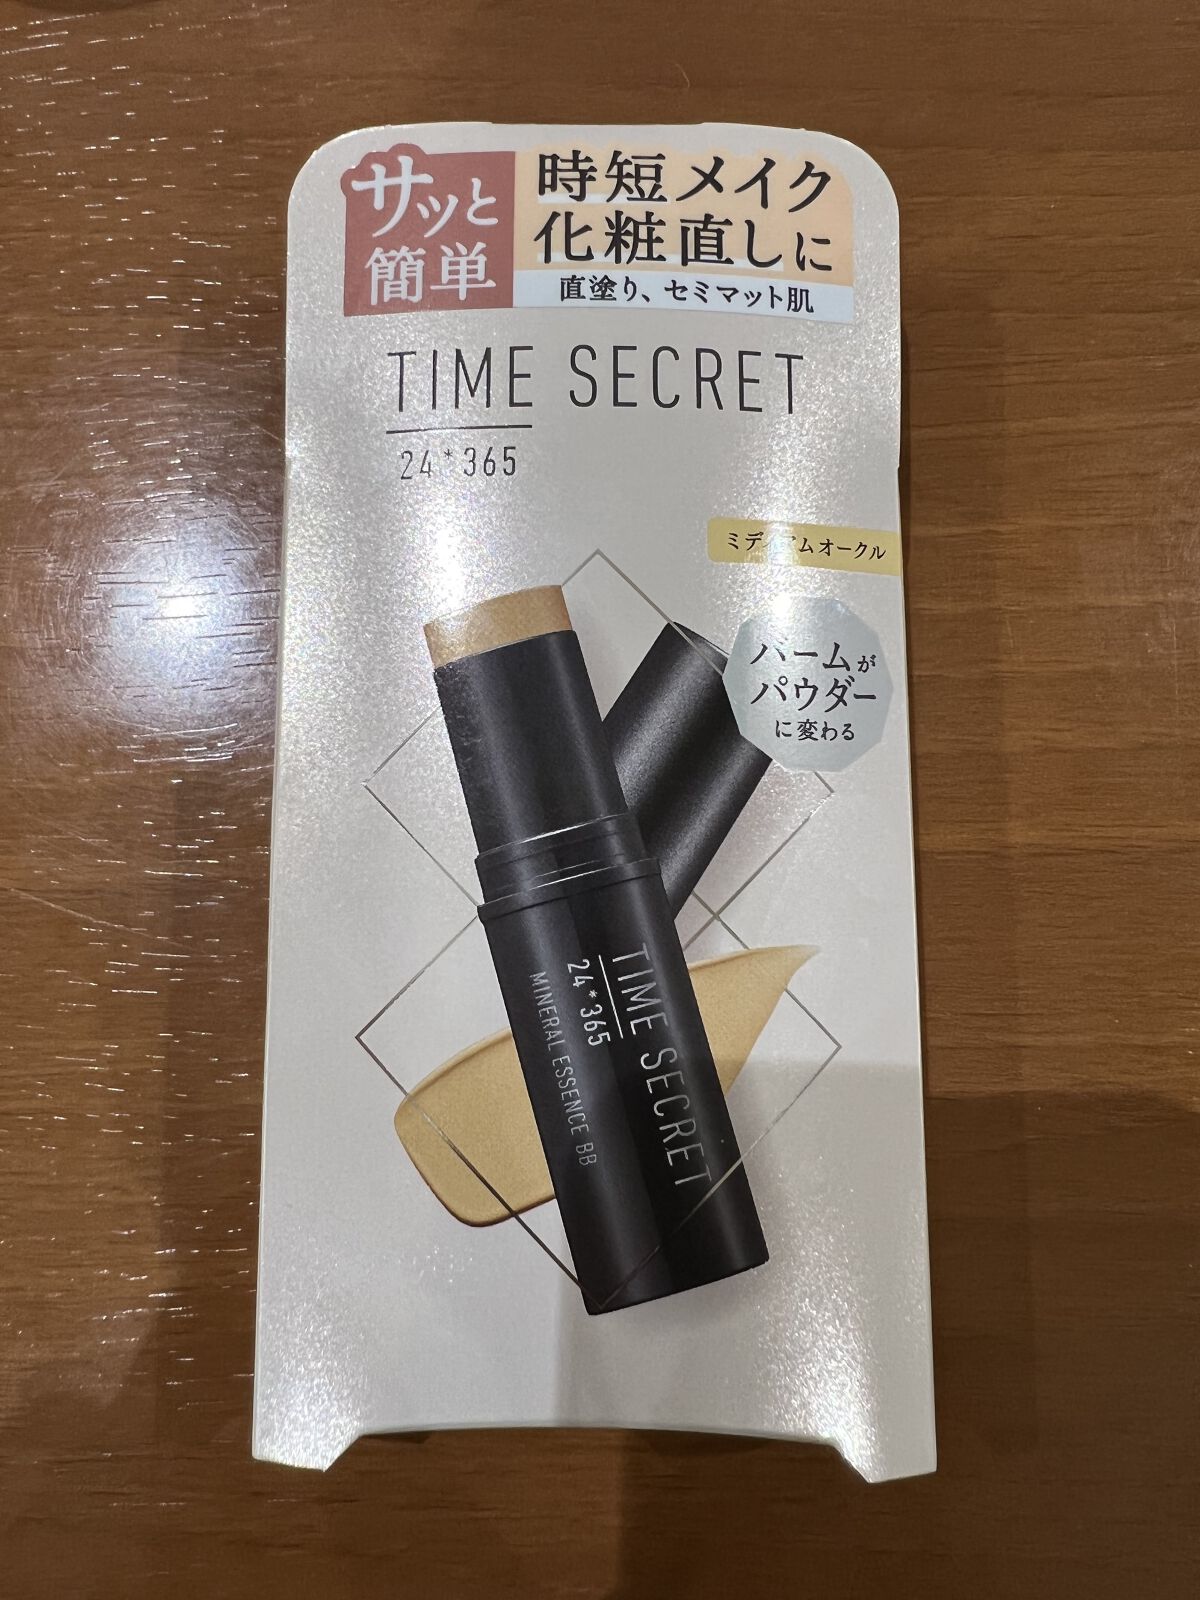 サッと
簡単
時短メイク
化粧直しに
直塗り、セミマット肌
TIME SECRET
24*365
ミディアムオークル
バームが
パウダー
に変わる
TIME SECRET
24*365
MINERAL ESSENCE BB